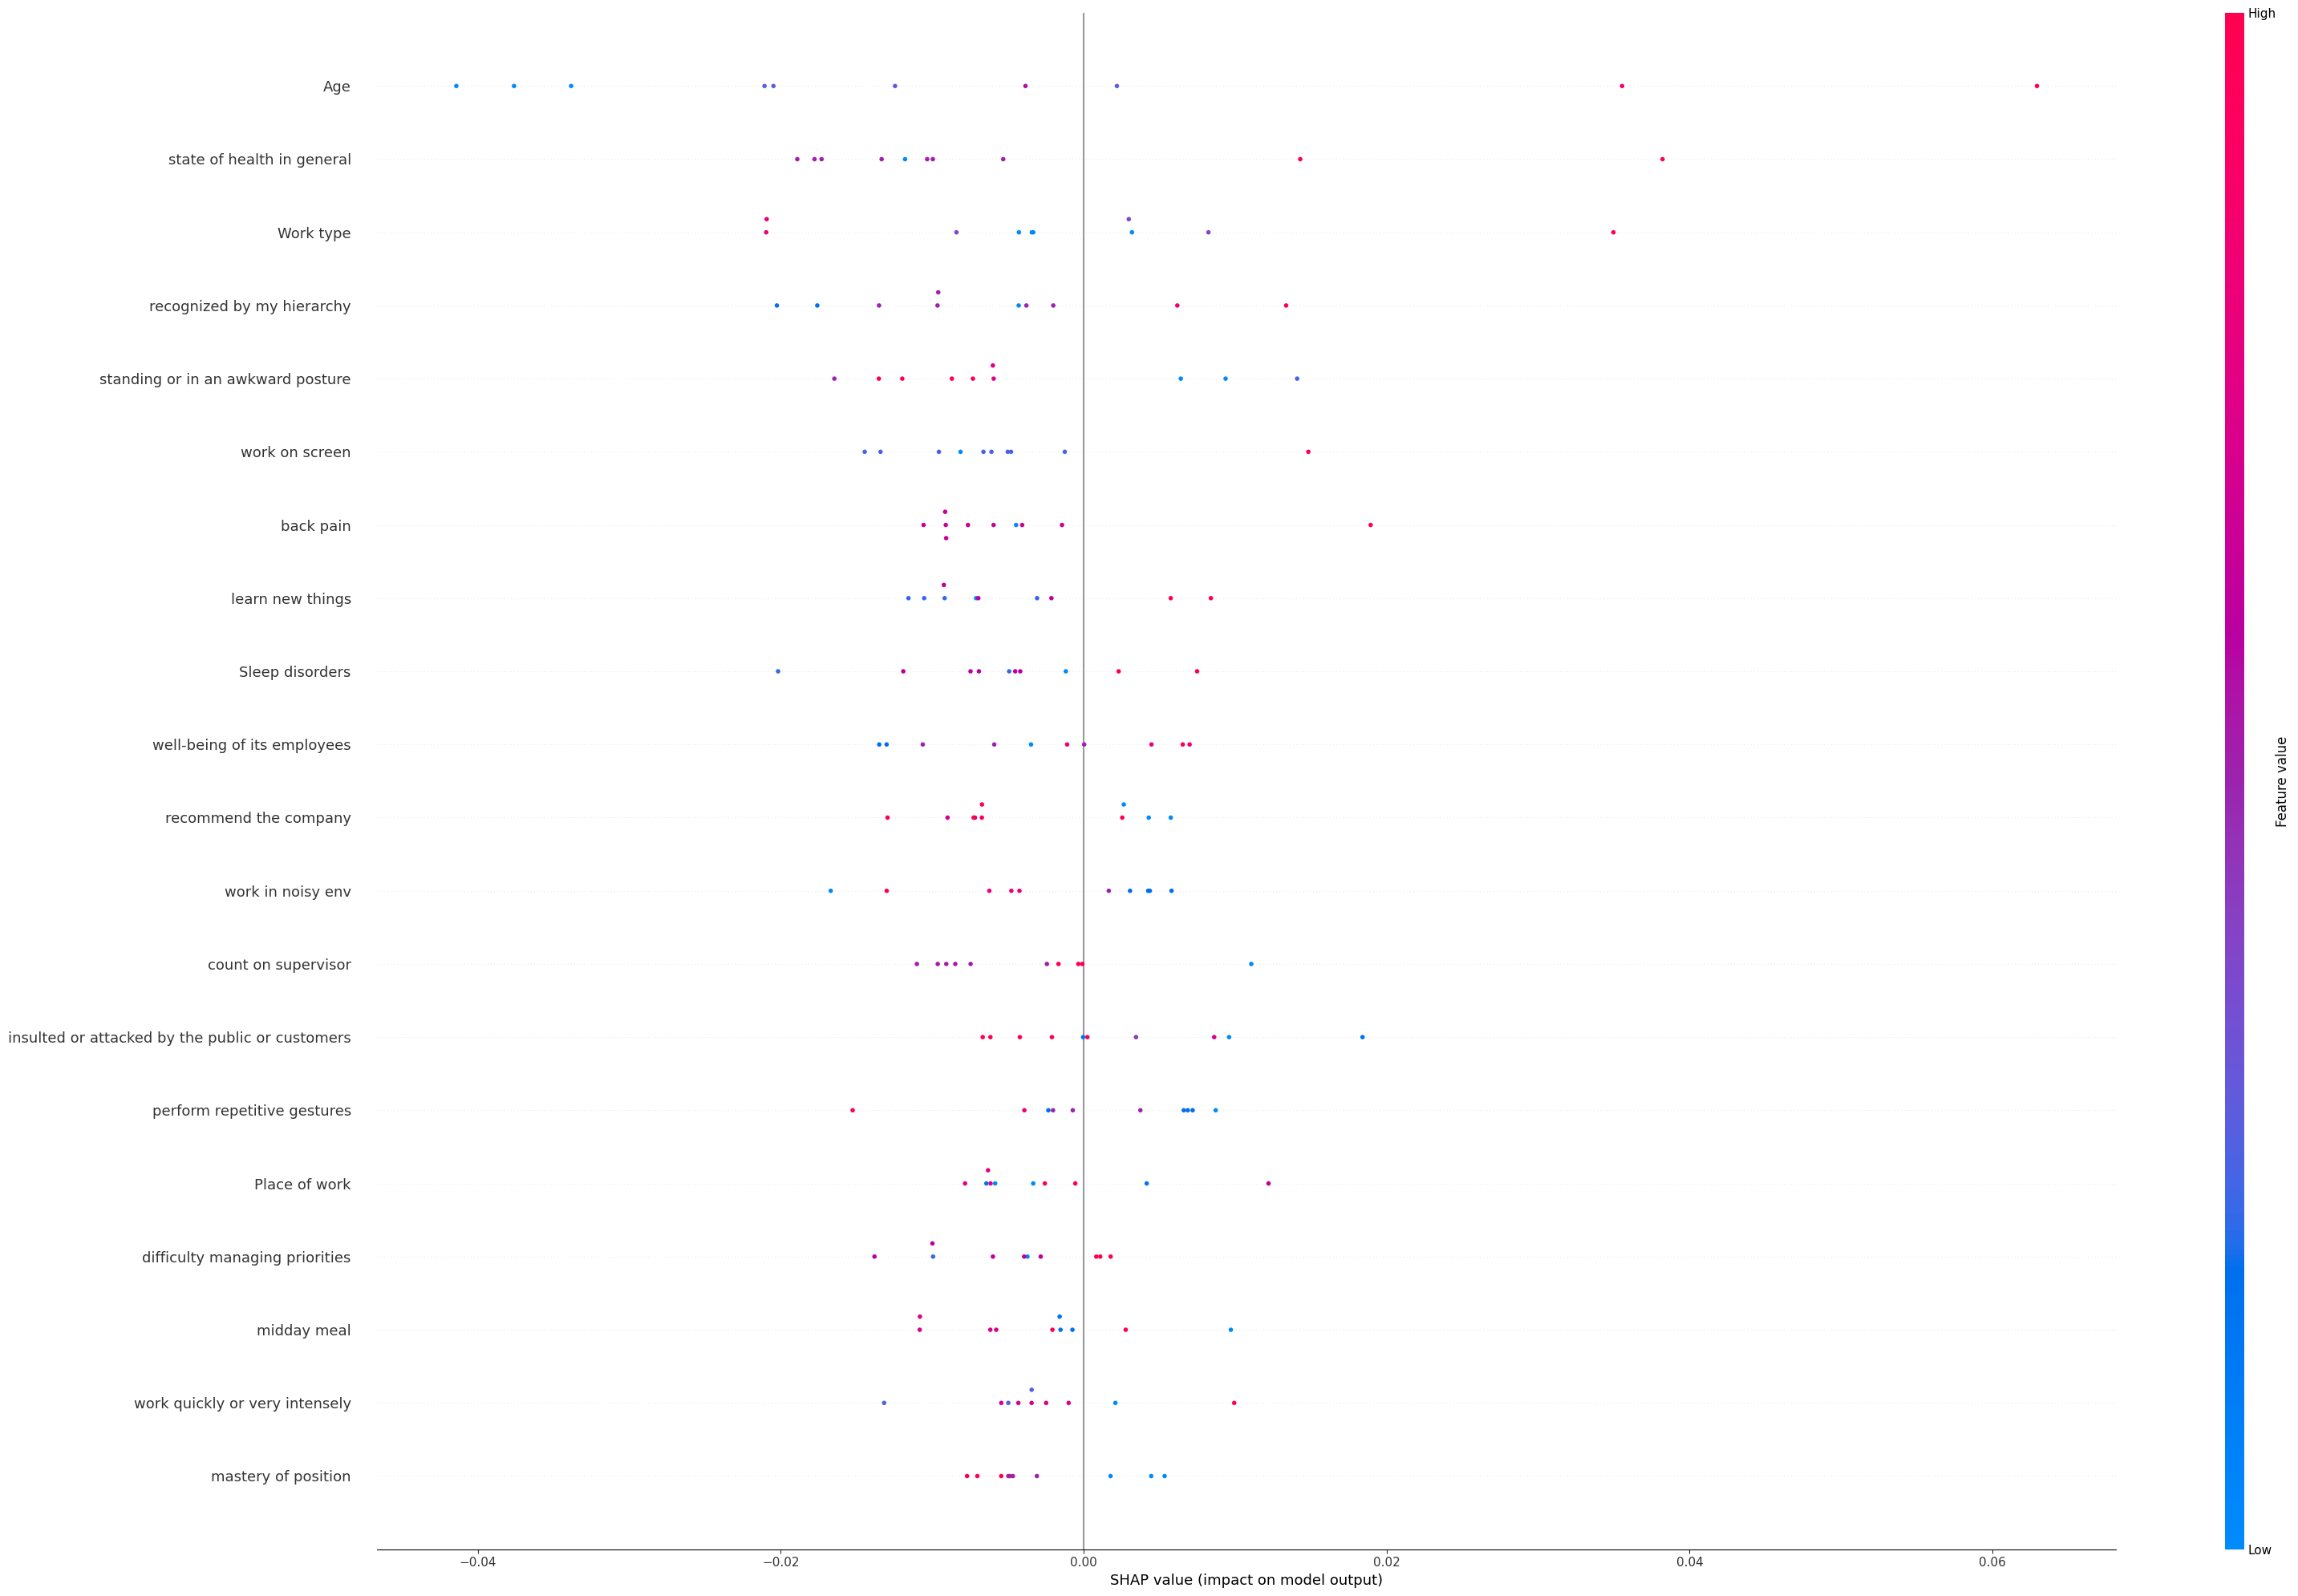 High
Age
state of health in general
Work type
recognized by my hierarchy
standing or in an awkward posture
work on screen
back pain
learn new things
Sleep disorders
well-being of its employees
recommend the company
work in noisy env
count on supervisor
insulted or attacked by the public or customers
perform repetitive gestures
Place of work
difficulty managing priorities
midday meal
work quickly or very intensely
mastery of position
Feature value
Low
−0.04 −0.02 0.00 0.02 0.04 0.06
SHAP value (impact on model output)